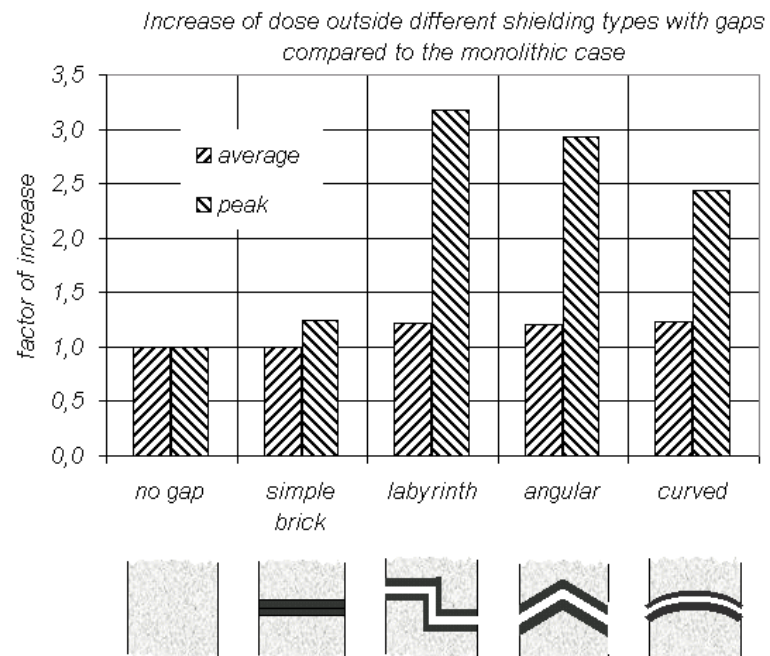 Increase of dose outside different shielding types with gaps
compared to the monolithic case
3,5
3,0
2,5
2,0
1,5
1,0
0,5
0,0
factor of increase
average
peak
no gap
simple
brick
labyrinth
angular
curved